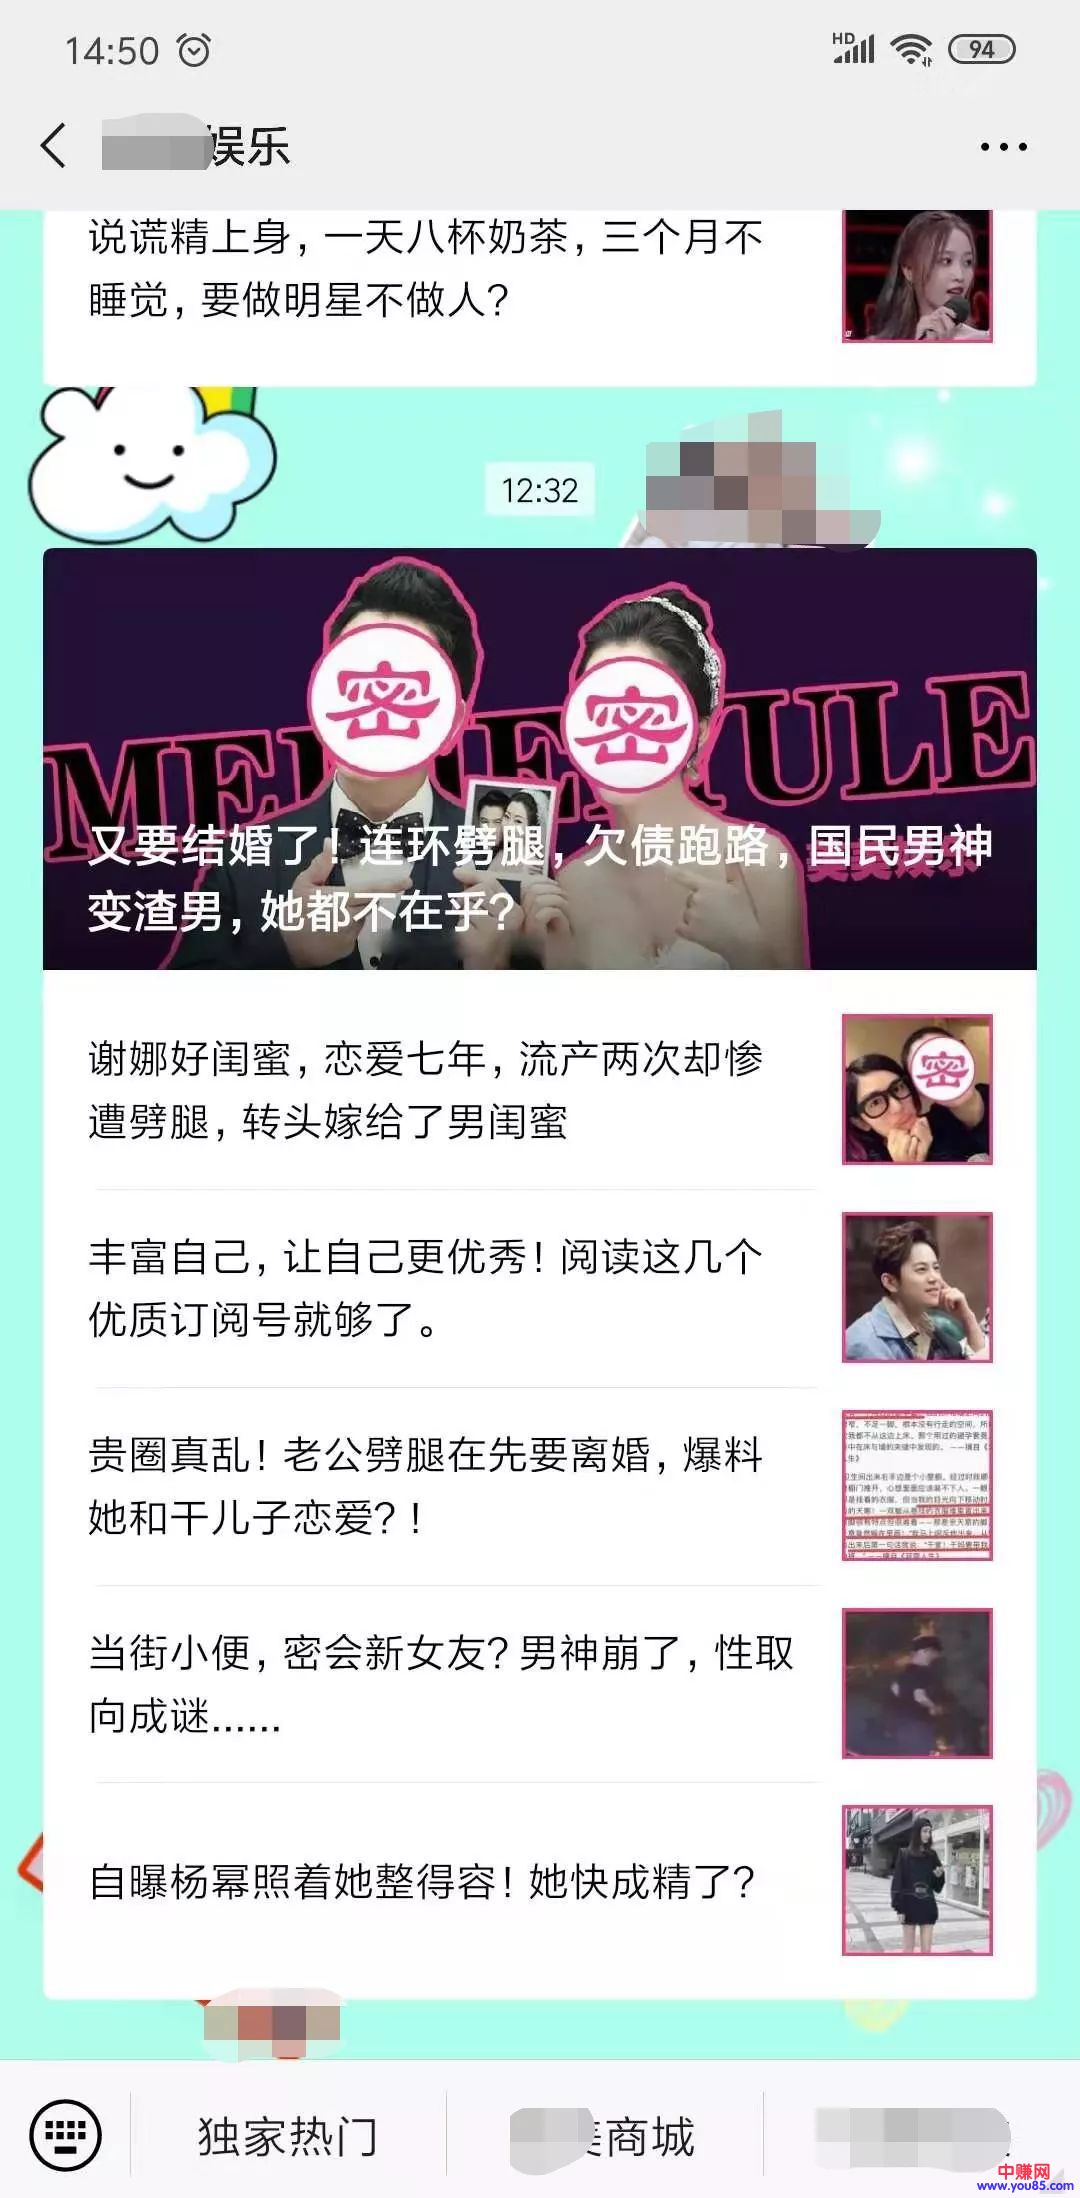 14:50
HD
94
娱乐
说谎精上身，一天八杯奶茶，三个月不
睡觉，要做明星不做人？
12:32
密
密
又要结婚了！连环劈腿，欠债跑路，国民男神
变渣男，她都不在乎？
谢娜好闺蜜，恋爱七年，流产两次却惨
遭劈腿，转头嫁给了男闺蜜
密
丰富自己，让自己更优秀！阅读这几个
优质订阅号就够了。
贵圈真乱！老公劈腿在先要离婚，爆料
她和干儿子恋爱？！
当街小便，密会新女友？男神崩了，性取
向成谜......
自曝杨幂照着她整得容！她快成精了？
独家热门
商城
中赚网
www.you85.com